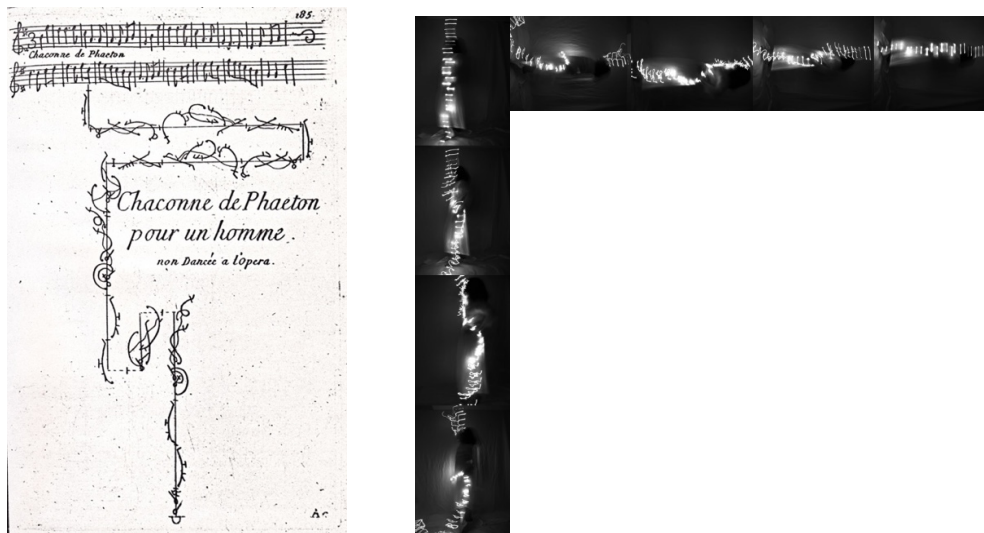 185.
Chaconne de Phaeton
Chaconne de Phaeton
pour un homme.
non Dancée a l'opera.